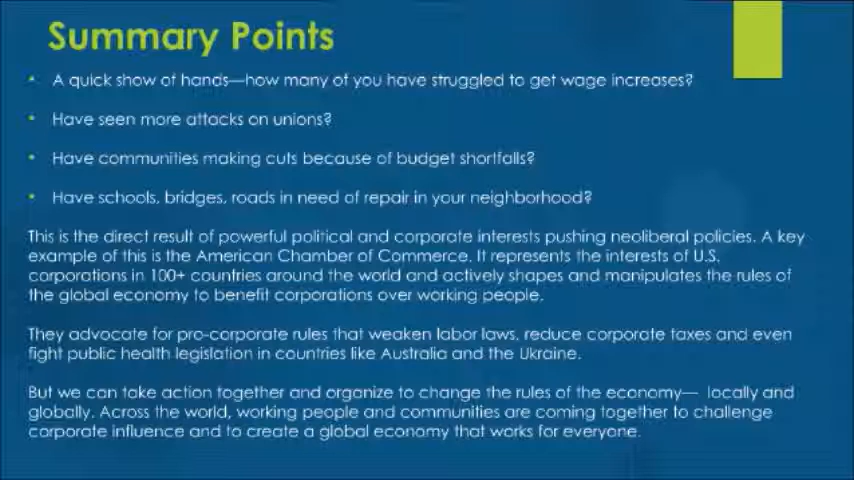 Summary Points
• A quick show of hands—how many of you have struggled to get wage increases?
• Have seen more attacks on unions?
• Have communities making cuts because of budget shortfalls?
• Have schools, bridges, roads in need of repair in your neighborhood?
This is the direct result of powerful political and corporate interests pushing neoliberal policies. A key
example of this is the American Chamber of Commerce. It represents the interests of U.S.
corporations in 100+ countries around the world and actively shapes and manipulates the rules of
the global economy to benefit corporations over working people.
They advocate for pro-corporate rules that weaken labor laws, reduce corporate taxes and even
fight public health legislation in countries like Australia and the Ukraine.
But we can take action together and organize to change the rules of the economy— locally and
globally. Across the world, working people and communities are coming together to challenge
corporate influence and to create a global economy that works for everyone.